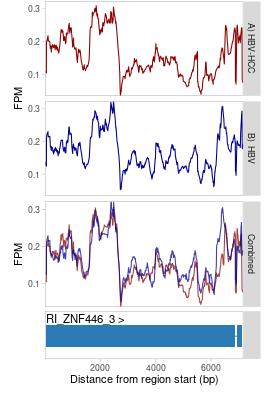 0.3
0.2
0.1
FPM
A) HBV-HCC
0.3
0.2
0.1
B) HBV
0.3
0.2
0.1
FPM
Combined
RI_ZNF446_3 >
2000 4000 6000
Distance from region start (bp)